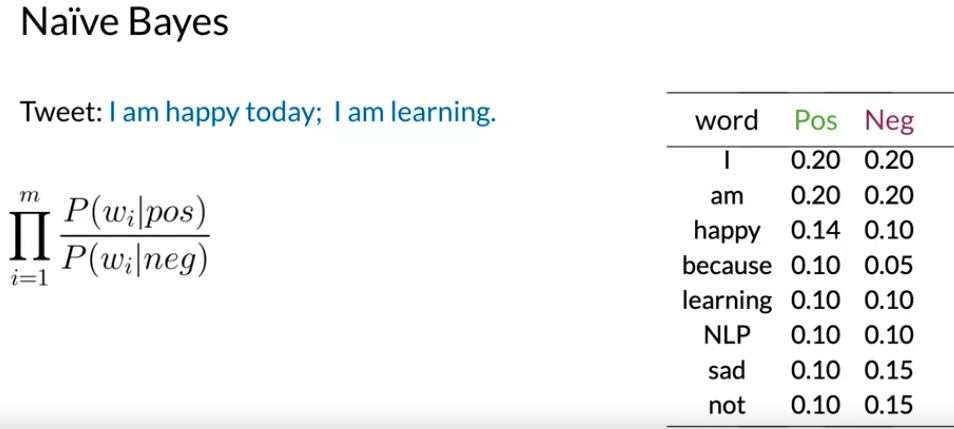 Naïve Bayes
Tweet: I am happy today; I am learning.
m
∏ P(w_i|pos) / P(w_i|neg)
i=1
word Pos Neg
I 0.20 0.20
am 0.20 0.20
happy 0.14 0.10
because 0.10 0.05
learning 0.10 0.10
NLP 0.10 0.10
sad 0.10 0.15
not 0.10 0.15